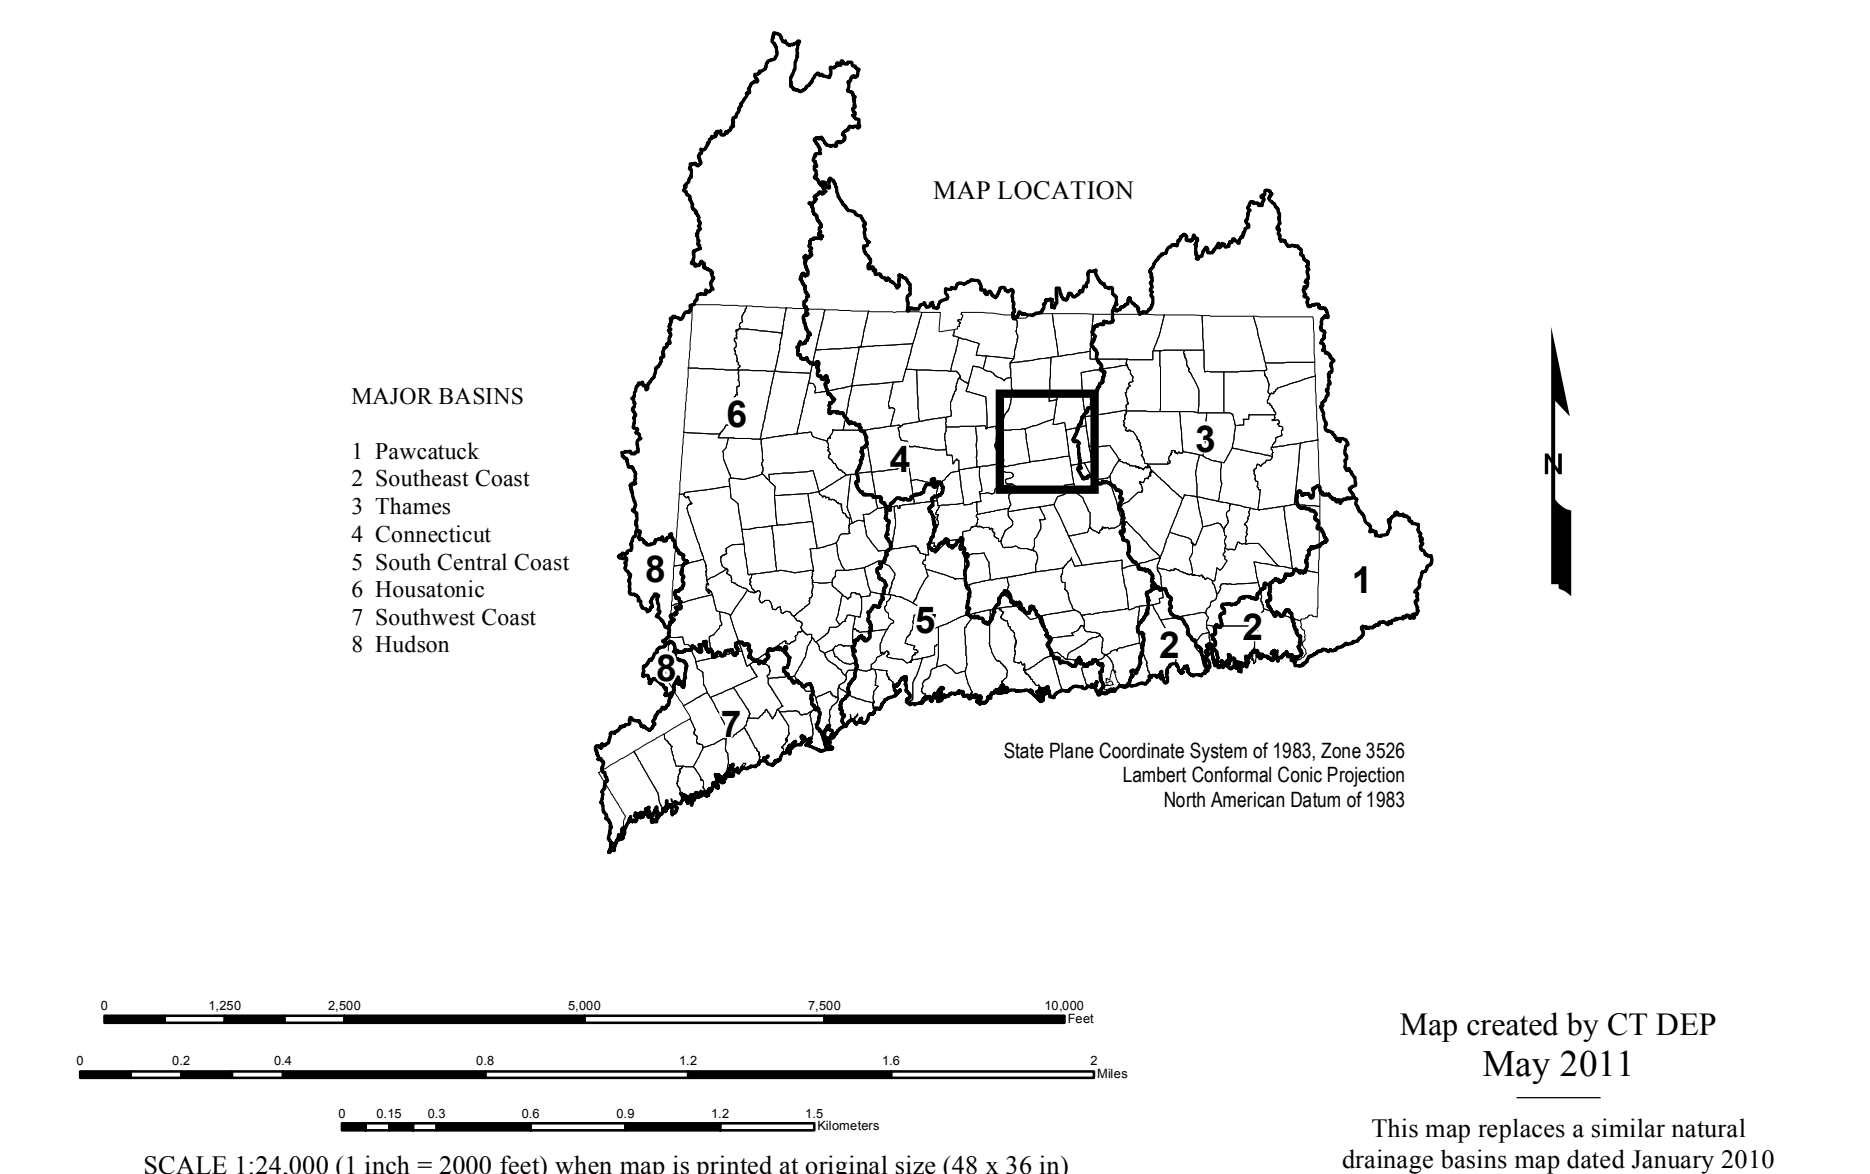 MAP LOCATION
MAJOR BASINS
1 Pawcatuck
2 Southeast Coast
3 Thames
4 Connecticut
5 South Central Coast
6 Housatonic
7 Southwest Coast
8 Hudson
6
4
3
8
1
5
2
2
8
7
N
State Plane Coordinate System of 1983, Zone 3526
Lambert Conformal Conic Projection
North American Datum of 1983
0 1,250 2,500 5,000 7,500 10,000
Feet
0 0.2 0.4 0.8 1.2 1.6 2
Miles
0 0.15 0.3 0.6 0.9 1.2 1.5
Kilometers
SCALE 1:24,000 (1 inch = 2000 feet) when map is printed at original size (48 x 36 in)
Map created by CT DEP
May 2011
This map replaces a similar natural
drainage basins map dated January 2010